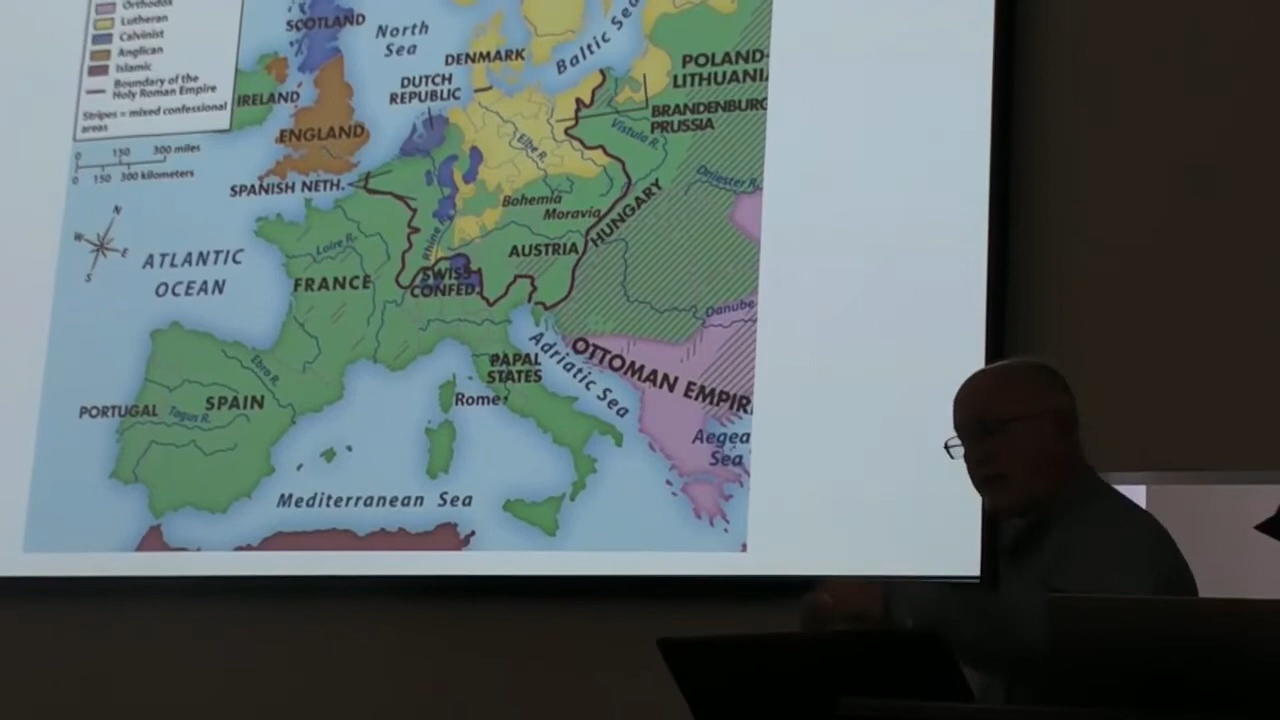 Orthodox
Lutheran
Calvinist
Anglican
Islamic
Boundary of the
Holy Roman Empire
Stripes = mixed confessional
areas
0 150 300 miles
0 150 300 kilometers
N
W
E
S
SCOTLAND
North
Sea
DENMARK
Baltic Sea
POLAND-
LITHUANI
DUTCH
REPUBLIC
IRELAND
ENGLAND
BRANDENBURG
PRUSSIA
Vistula R.
Elbe R.
SPANISH NETH.
Dniester R.
Bohemia
Moravia
HUNGARY
Rhine R.
AUSTRIA
ATLANTIC
OCEAN
Loire R.
FRANCE
SWISS
CONFED.
Danube
Adriatic Sea
OTTOMAN EMPIR
PAPAL
STATES
Rome
Ebro R.
PORTUGAL
Tagus R.
SPAIN
Aegea
Sea
Mediterranean Sea